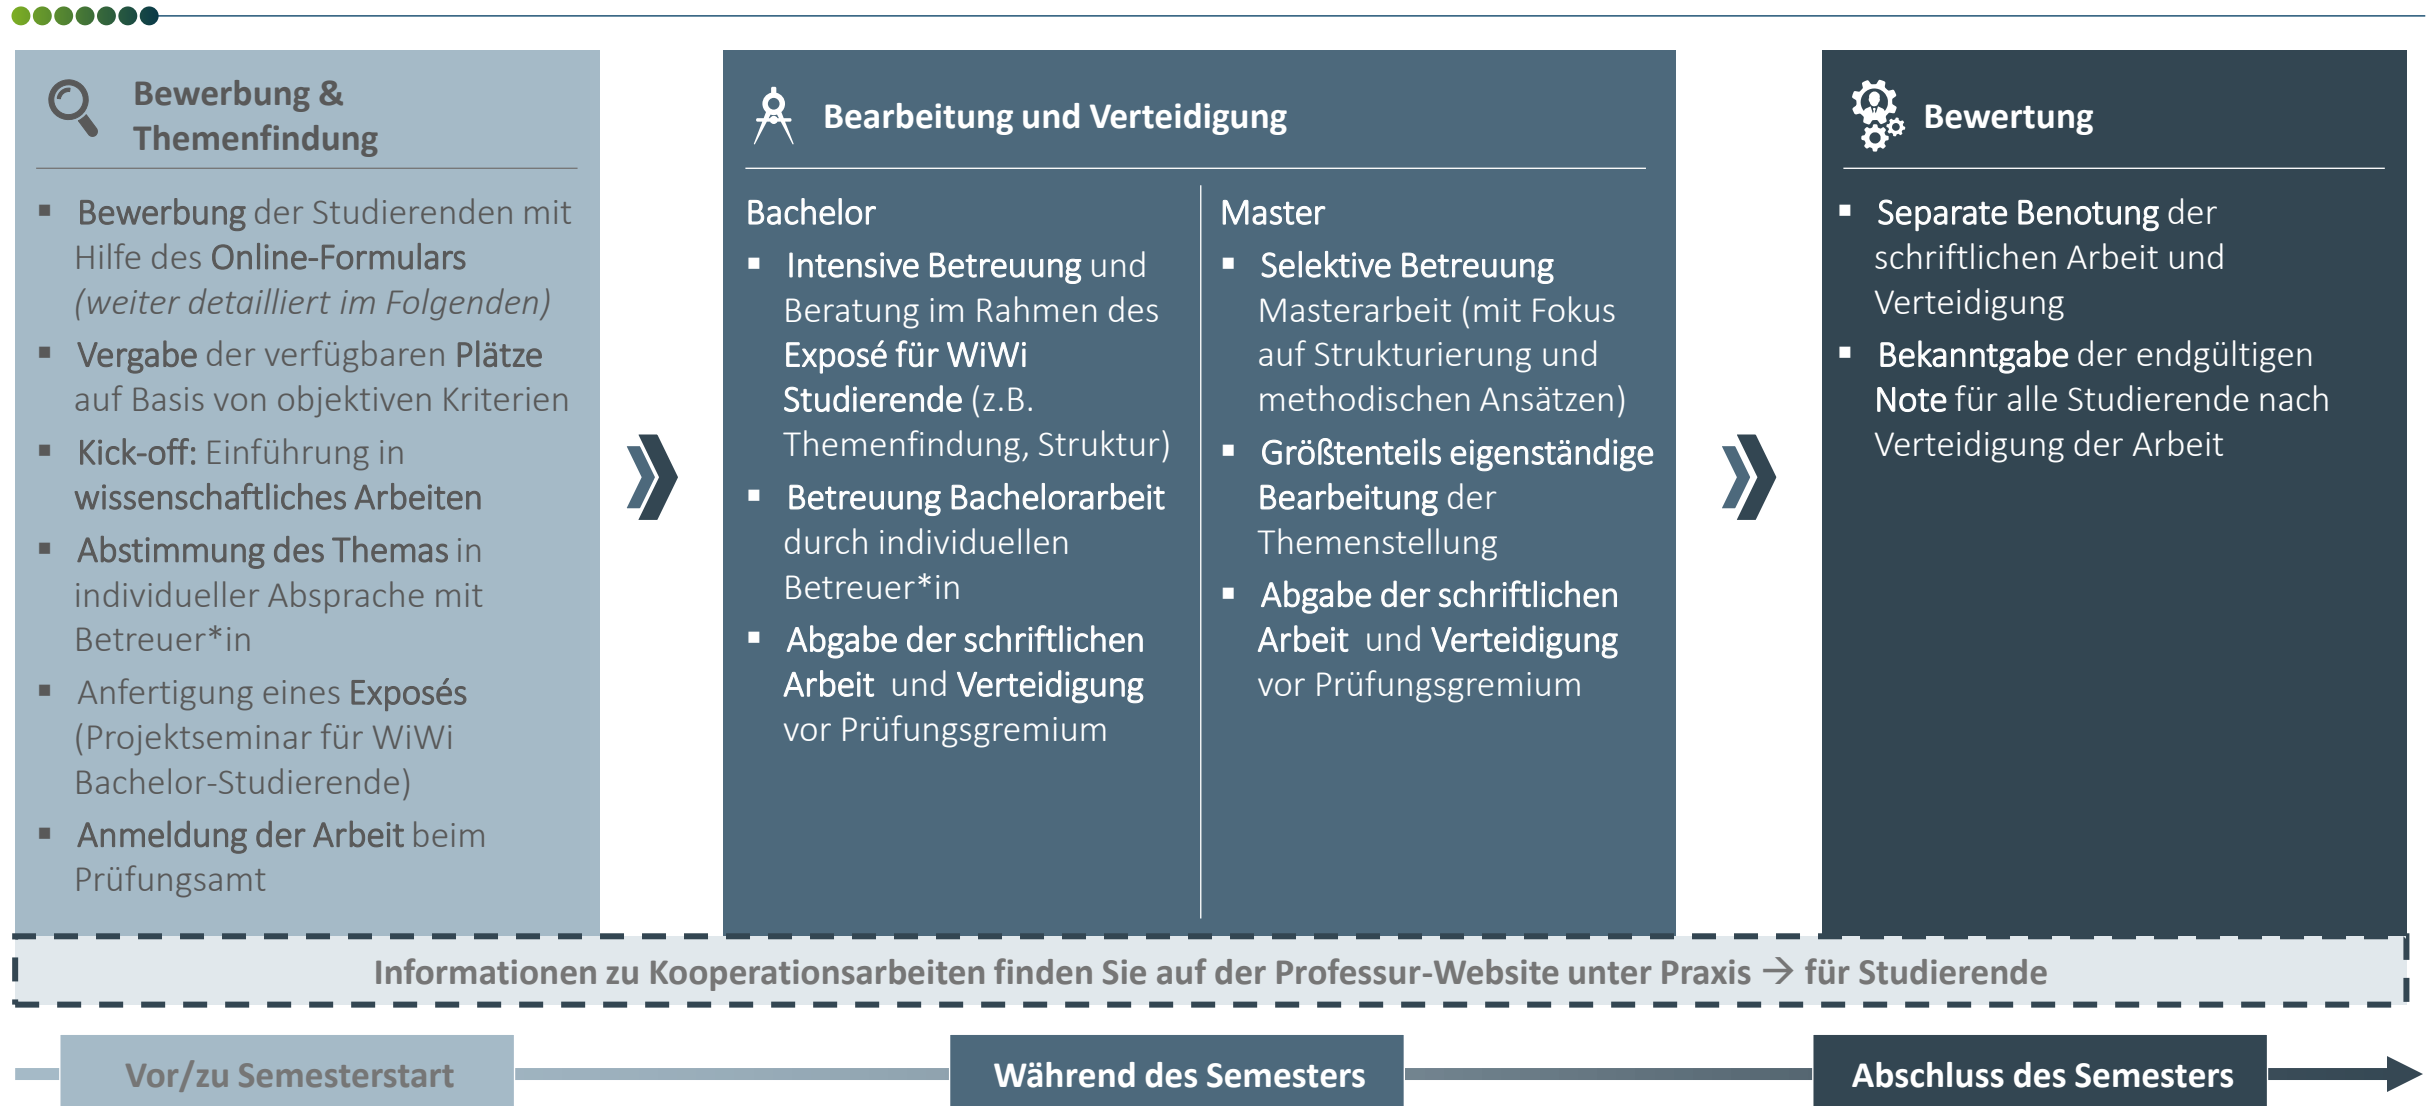 Bewerbung &
Themenfindung
▪ Bewerbung der Studierenden mit
Hilfe des Online-Formulars
(weiter detailliert im Folgenden)
▪ Vergabe der verfügbaren Plätze
auf Basis von objektiven Kriterien
▪ Kick-off: Einführung in
wissenschaftliches Arbeiten
▪ Abstimmung des Themas in
individueller Absprache mit
Betreuer*in
▪ Anfertigung eines Exposés
(Projektseminar für WiWi
Bachelor-Studierende)
▪ Anmeldung der Arbeit beim
Prüfungsamt
Bearbeitung und Verteidigung
Bachelor
▪ Intensive Betreuung und
Beratung im Rahmen des
Exposé für WiWi
Studierende (z.B.
Themenfindung, Struktur)
▪ Betreuung Bachelorarbeit
durch individuellen
Betreuer*in
▪ Abgabe der schriftlichen
Arbeit und Verteidigung
vor Prüfungsgremium
Master
▪ Selektive Betreuung
Masterarbeit (mit Fokus
auf Strukturierung und
methodischen Ansätzen)
▪ Größtenteils eigenständige
Bearbeitung der
Themenstellung
▪ Abgabe der schriftlichen
Arbeit und Verteidigung
vor Prüfungsgremium
Bewertung
▪ Separate Benotung der
schriftlichen Arbeit und
Verteidigung
▪ Bekanntgabe der endgültigen
Note für alle Studierende nach
Verteidigung der Arbeit
Informationen zu Kooperationsarbeiten finden Sie auf der Professur-Website unter Praxis → für Studierende
Vor/zu Semesterstart
Während des Semesters
Abschluss des Semesters